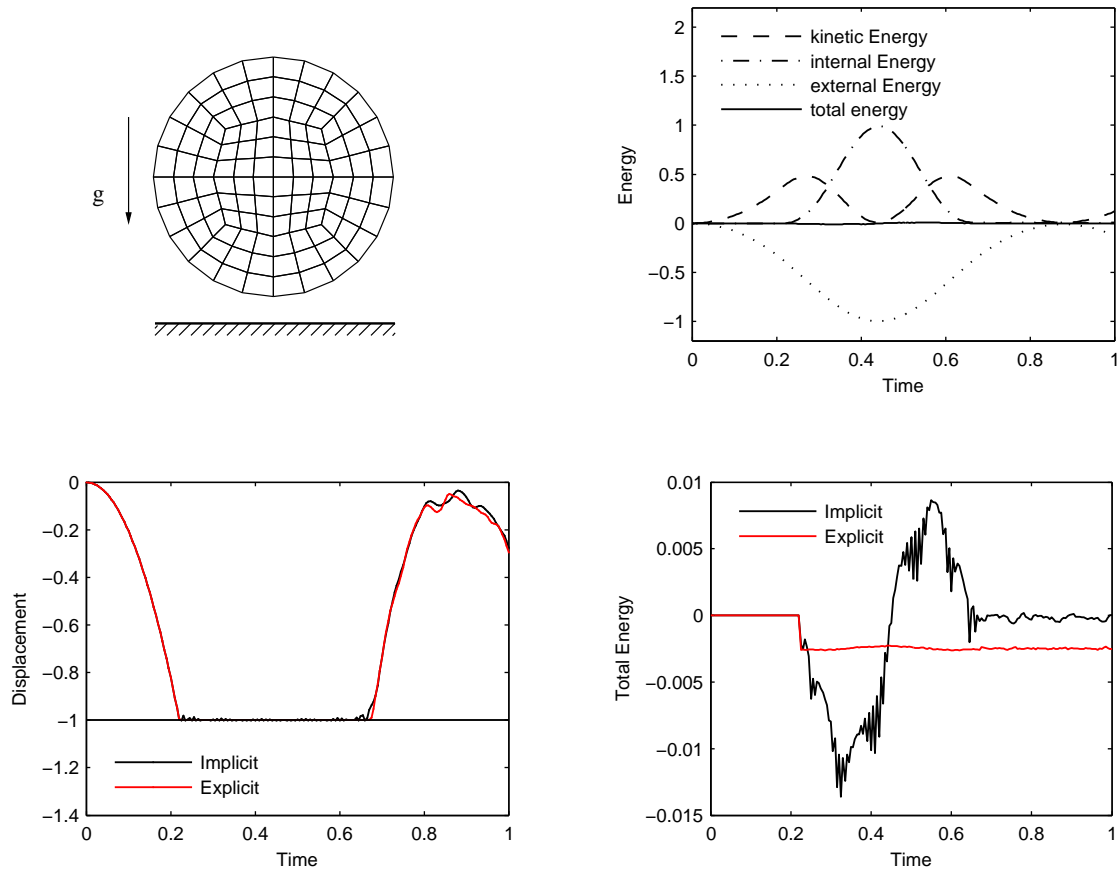 g
2
1.5
1
0.5
0
−0.5
−1
0 0.2 0.4 0.6 0.8 1
Time
Energy
kinetic Energy
internal Energy
external Energy
total energy
0
−0.2
−0.4
−0.6
−0.8
−1
−1.2
−1.4
0 0.2 0.4 0.6 0.8 1
Time
Displacement
Implicit
Explicit
0.01
0.005
0
−0.005
−0.01
−0.015
0 0.2 0.4 0.6 0.8 1
Time
Total Energy
Implicit
Explicit